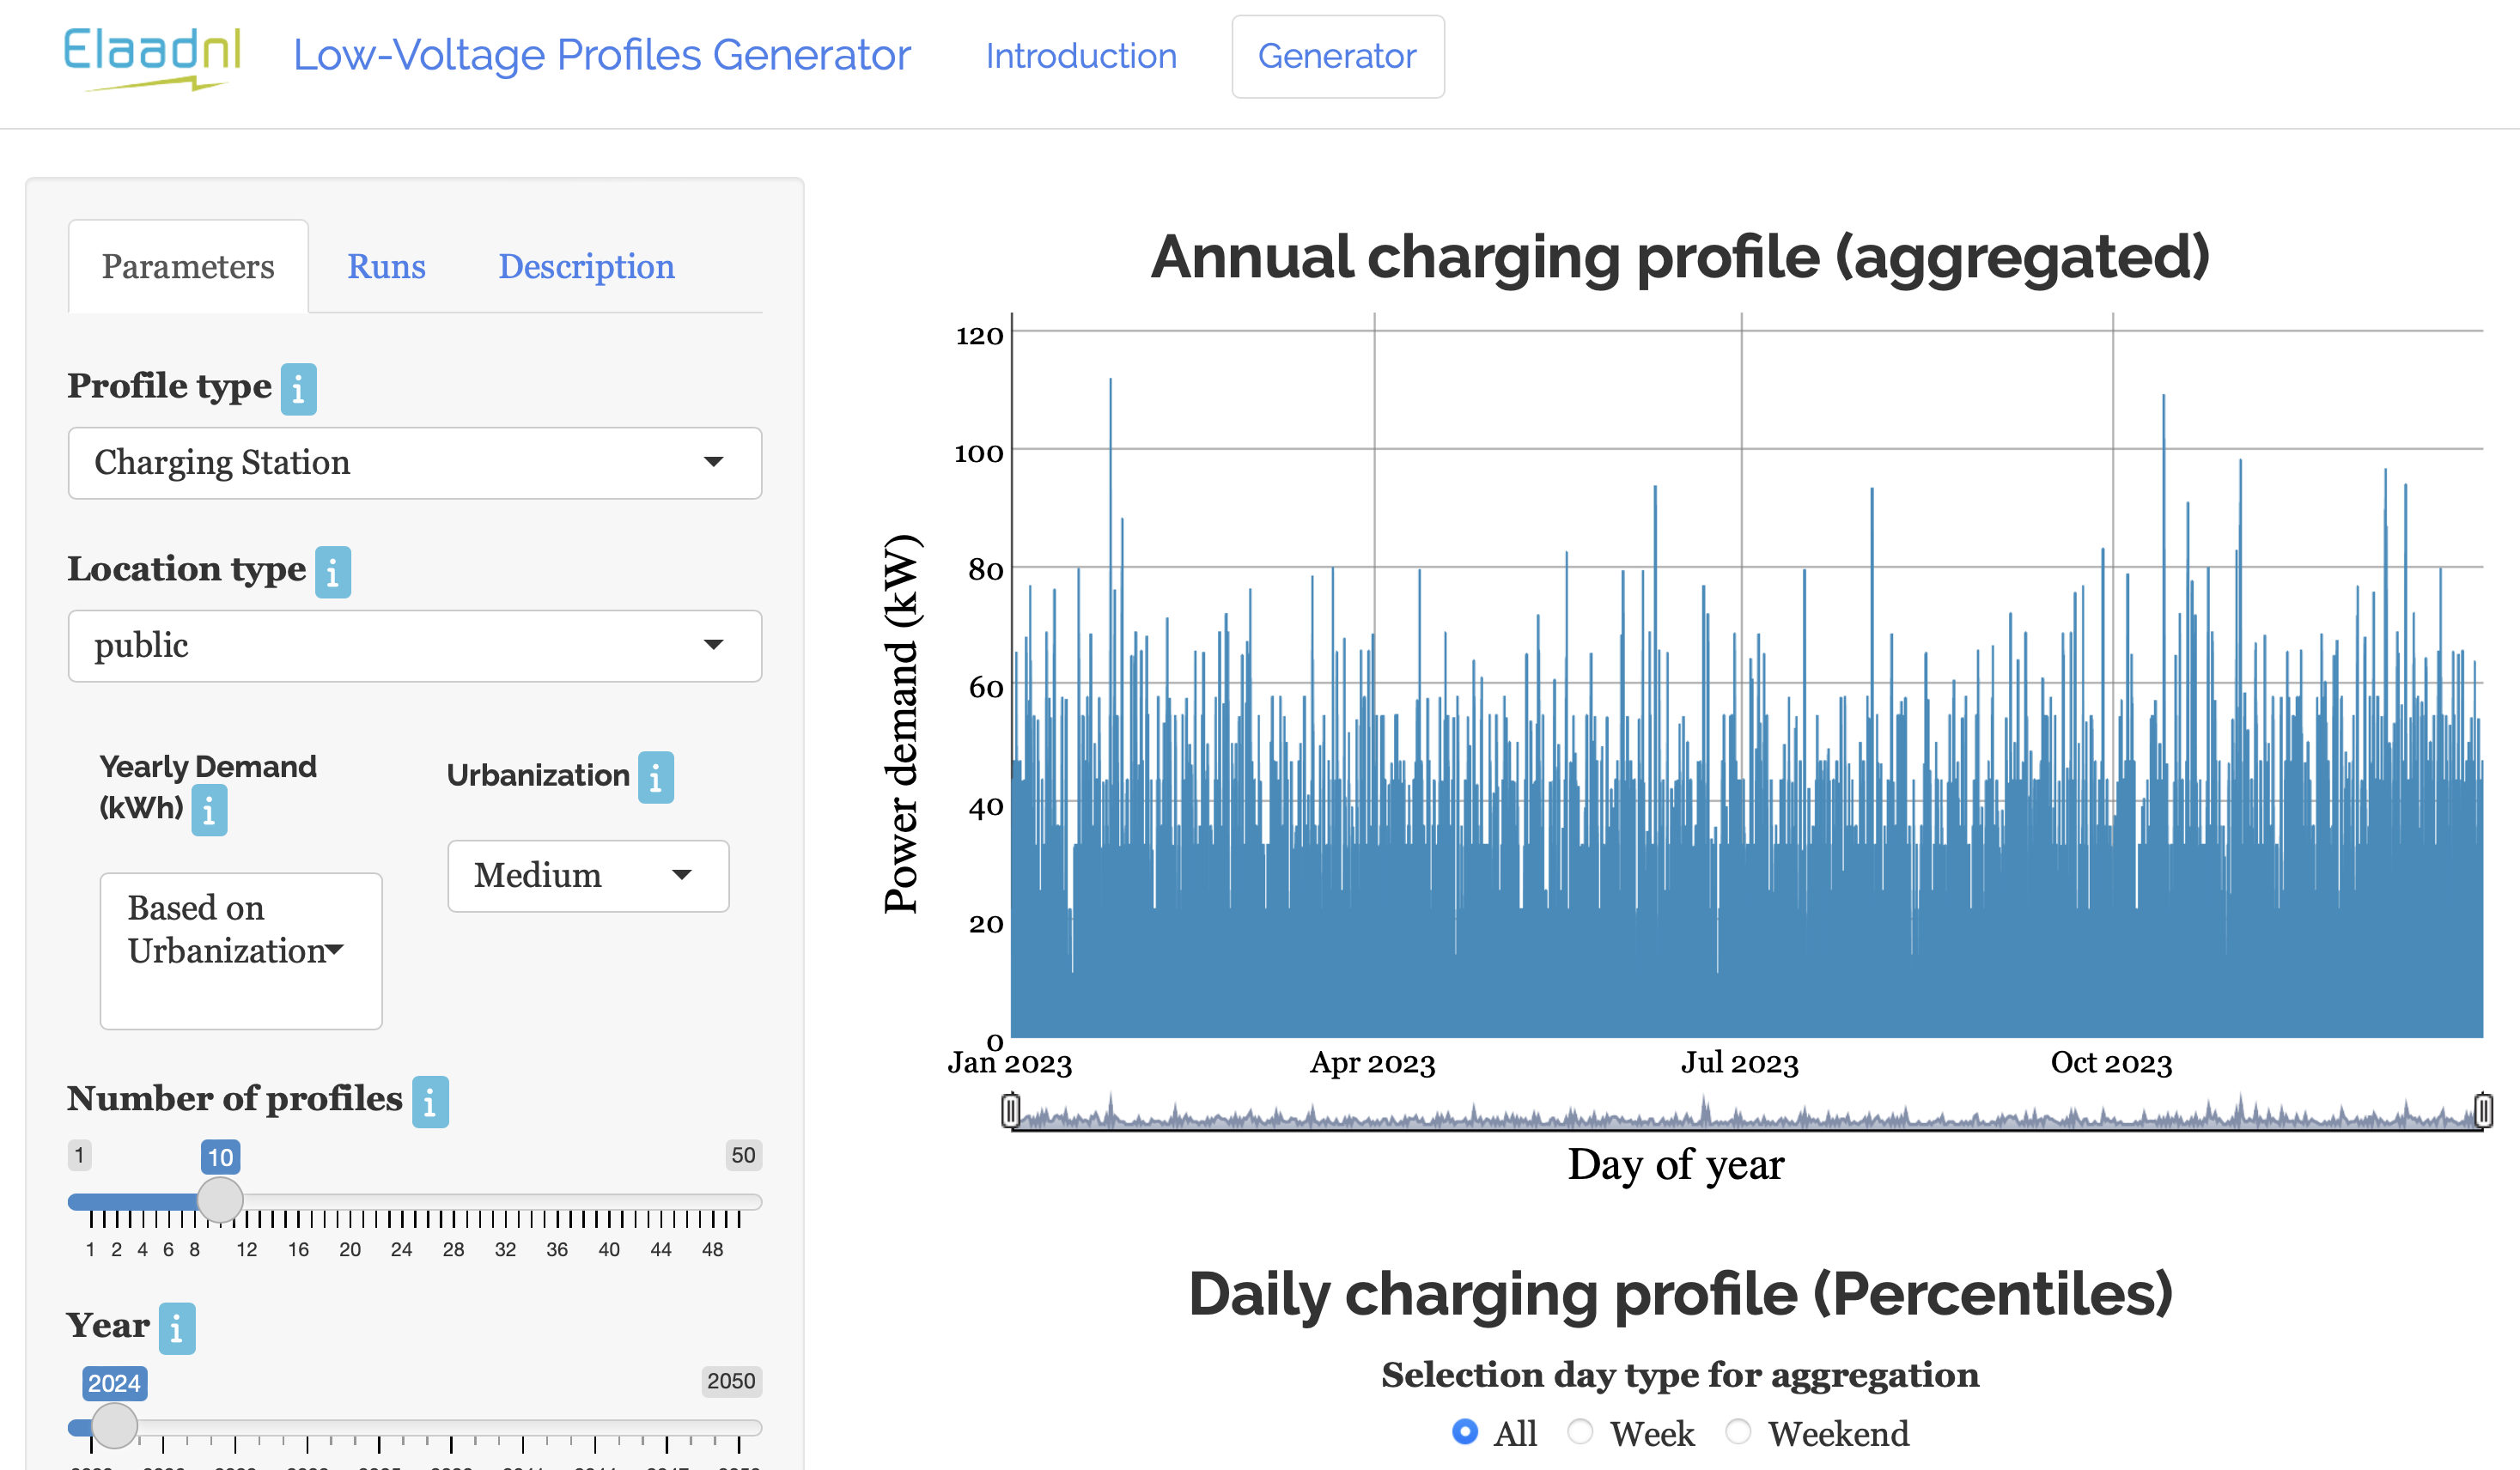 Elaadnl Low-Voltage Profiles Generator Introduction Generator
Parameters Runs Description
Profile type i
Charging Station
Location type i
public
Yearly Demand
(kWh) i
Urbanization i
Based on
Urbanization
Medium
Number of profiles i
1 10 50
1 2 4 6 8 12 16 20 24 28 32 36 40 44 48
Year i
2024 2050
Annual charging profile (aggregated)
Power demand (kW)
120
100
80
60
40
20
0
Jan 2023 Apr 2023 Jul 2023 Oct 2023
Day of year
Daily charging profile (Percentiles)
Selection day type for aggregation
All Week Weekend